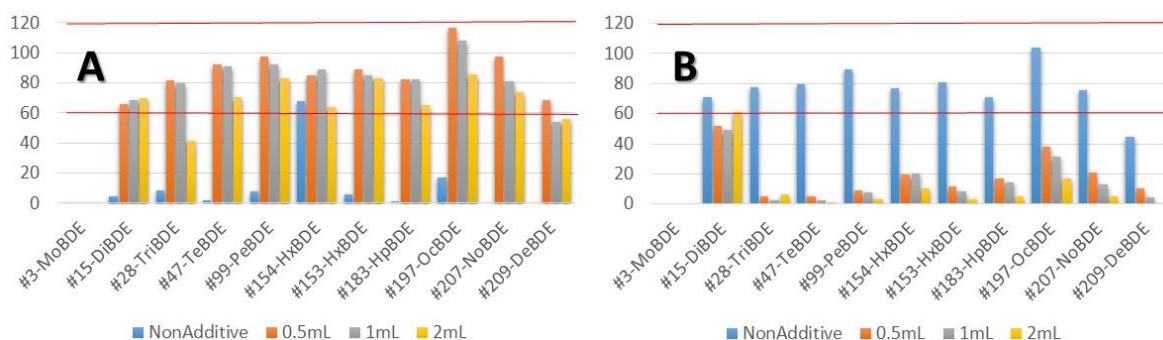 A
120
100
80
60
40
20
0
#3-MoBDE
#15-DiBDE
#28-TriBDE
#47-TeBDE
#99-PeBDE
#154-HxBDE
#153-HxBDE
#183-HpBDE
#197-OcBDE
#207-NoBDE
#209-DeBDE
NonAdditive 0.5mL 1mL 2mL
B
120
100
80
60
40
20
0
#3-MoBDE
#15-DiBDE
#28-TriBDE
#47-TeBDE
#99-PeBDE
#154-HxBDE
#153-HxBDE
#183-HpBDE
#197-OcBDE
#207-NoBDE
#209-DeBDE
NonAdditive 0.5mL 1mL 2mL